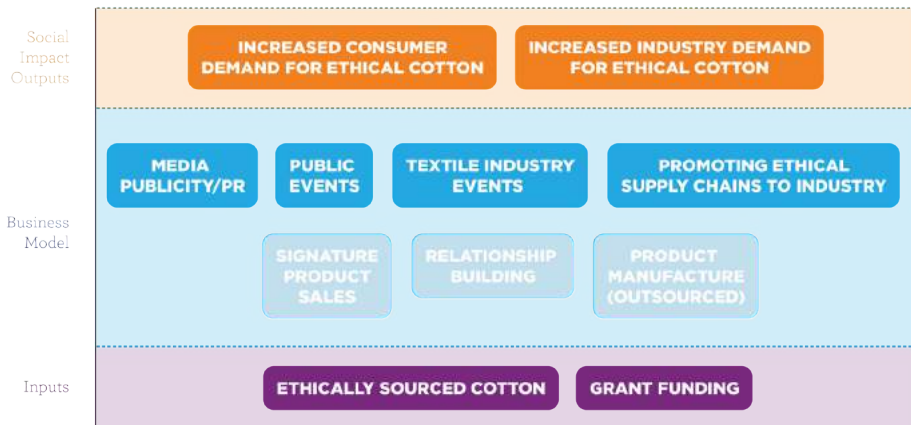 Social
Impact
Outputs
INCREASED CONSUMER
DEMAND FOR ETHICAL COTTON
INCREASED INDUSTRY DEMAND
FOR ETHICAL COTTON
Business
Model
MEDIA
PUBLICITY/PR
PUBLIC
EVENTS
TEXTILE INDUSTRY
EVENTS
PROMOTING ETHICAL
SUPPLY CHAINS TO INDUSTRY
SIGNATURE
PRODUCT
SALES
RELATIONSHIP
BUILDING
PRODUCT
MANUFACTURE
(OUTSOURCED)
Inputs
ETHICALLY SOURCED COTTON
GRANT FUNDING